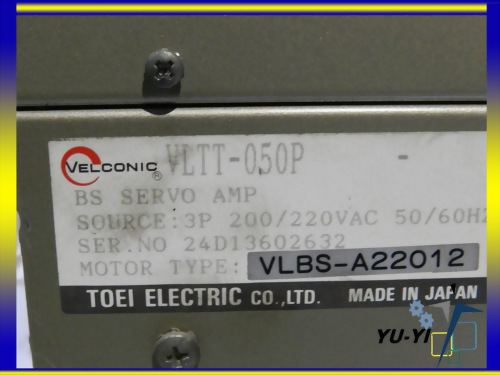 VELCONIC® VLTT-050P -
BS SERVO AMP
SOURCE:3P 200/220VAC 50/60HZ
SER.NO 24D13602632
MOTOR TYPE: VLBS-A22012
TOEI ELECTRIC CO.,LTD. MADE IN JAPAN
YU-YI